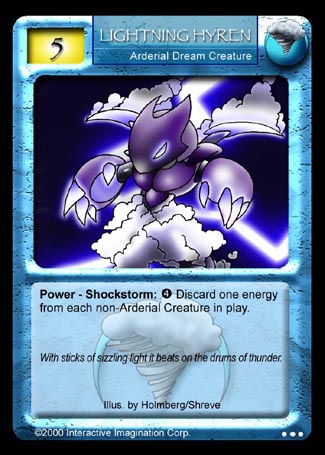 5
LIGHTNING HYREN
Arderial Dream Creature
Power - Shockstorm: ❹ Discard one energy
from each non-Arderial Creature in play.
With sticks of sizzling light it beats on the drums of thunder.
Illus. by Holmberg/Shreve
©2000 Interactive Imagination Corp.